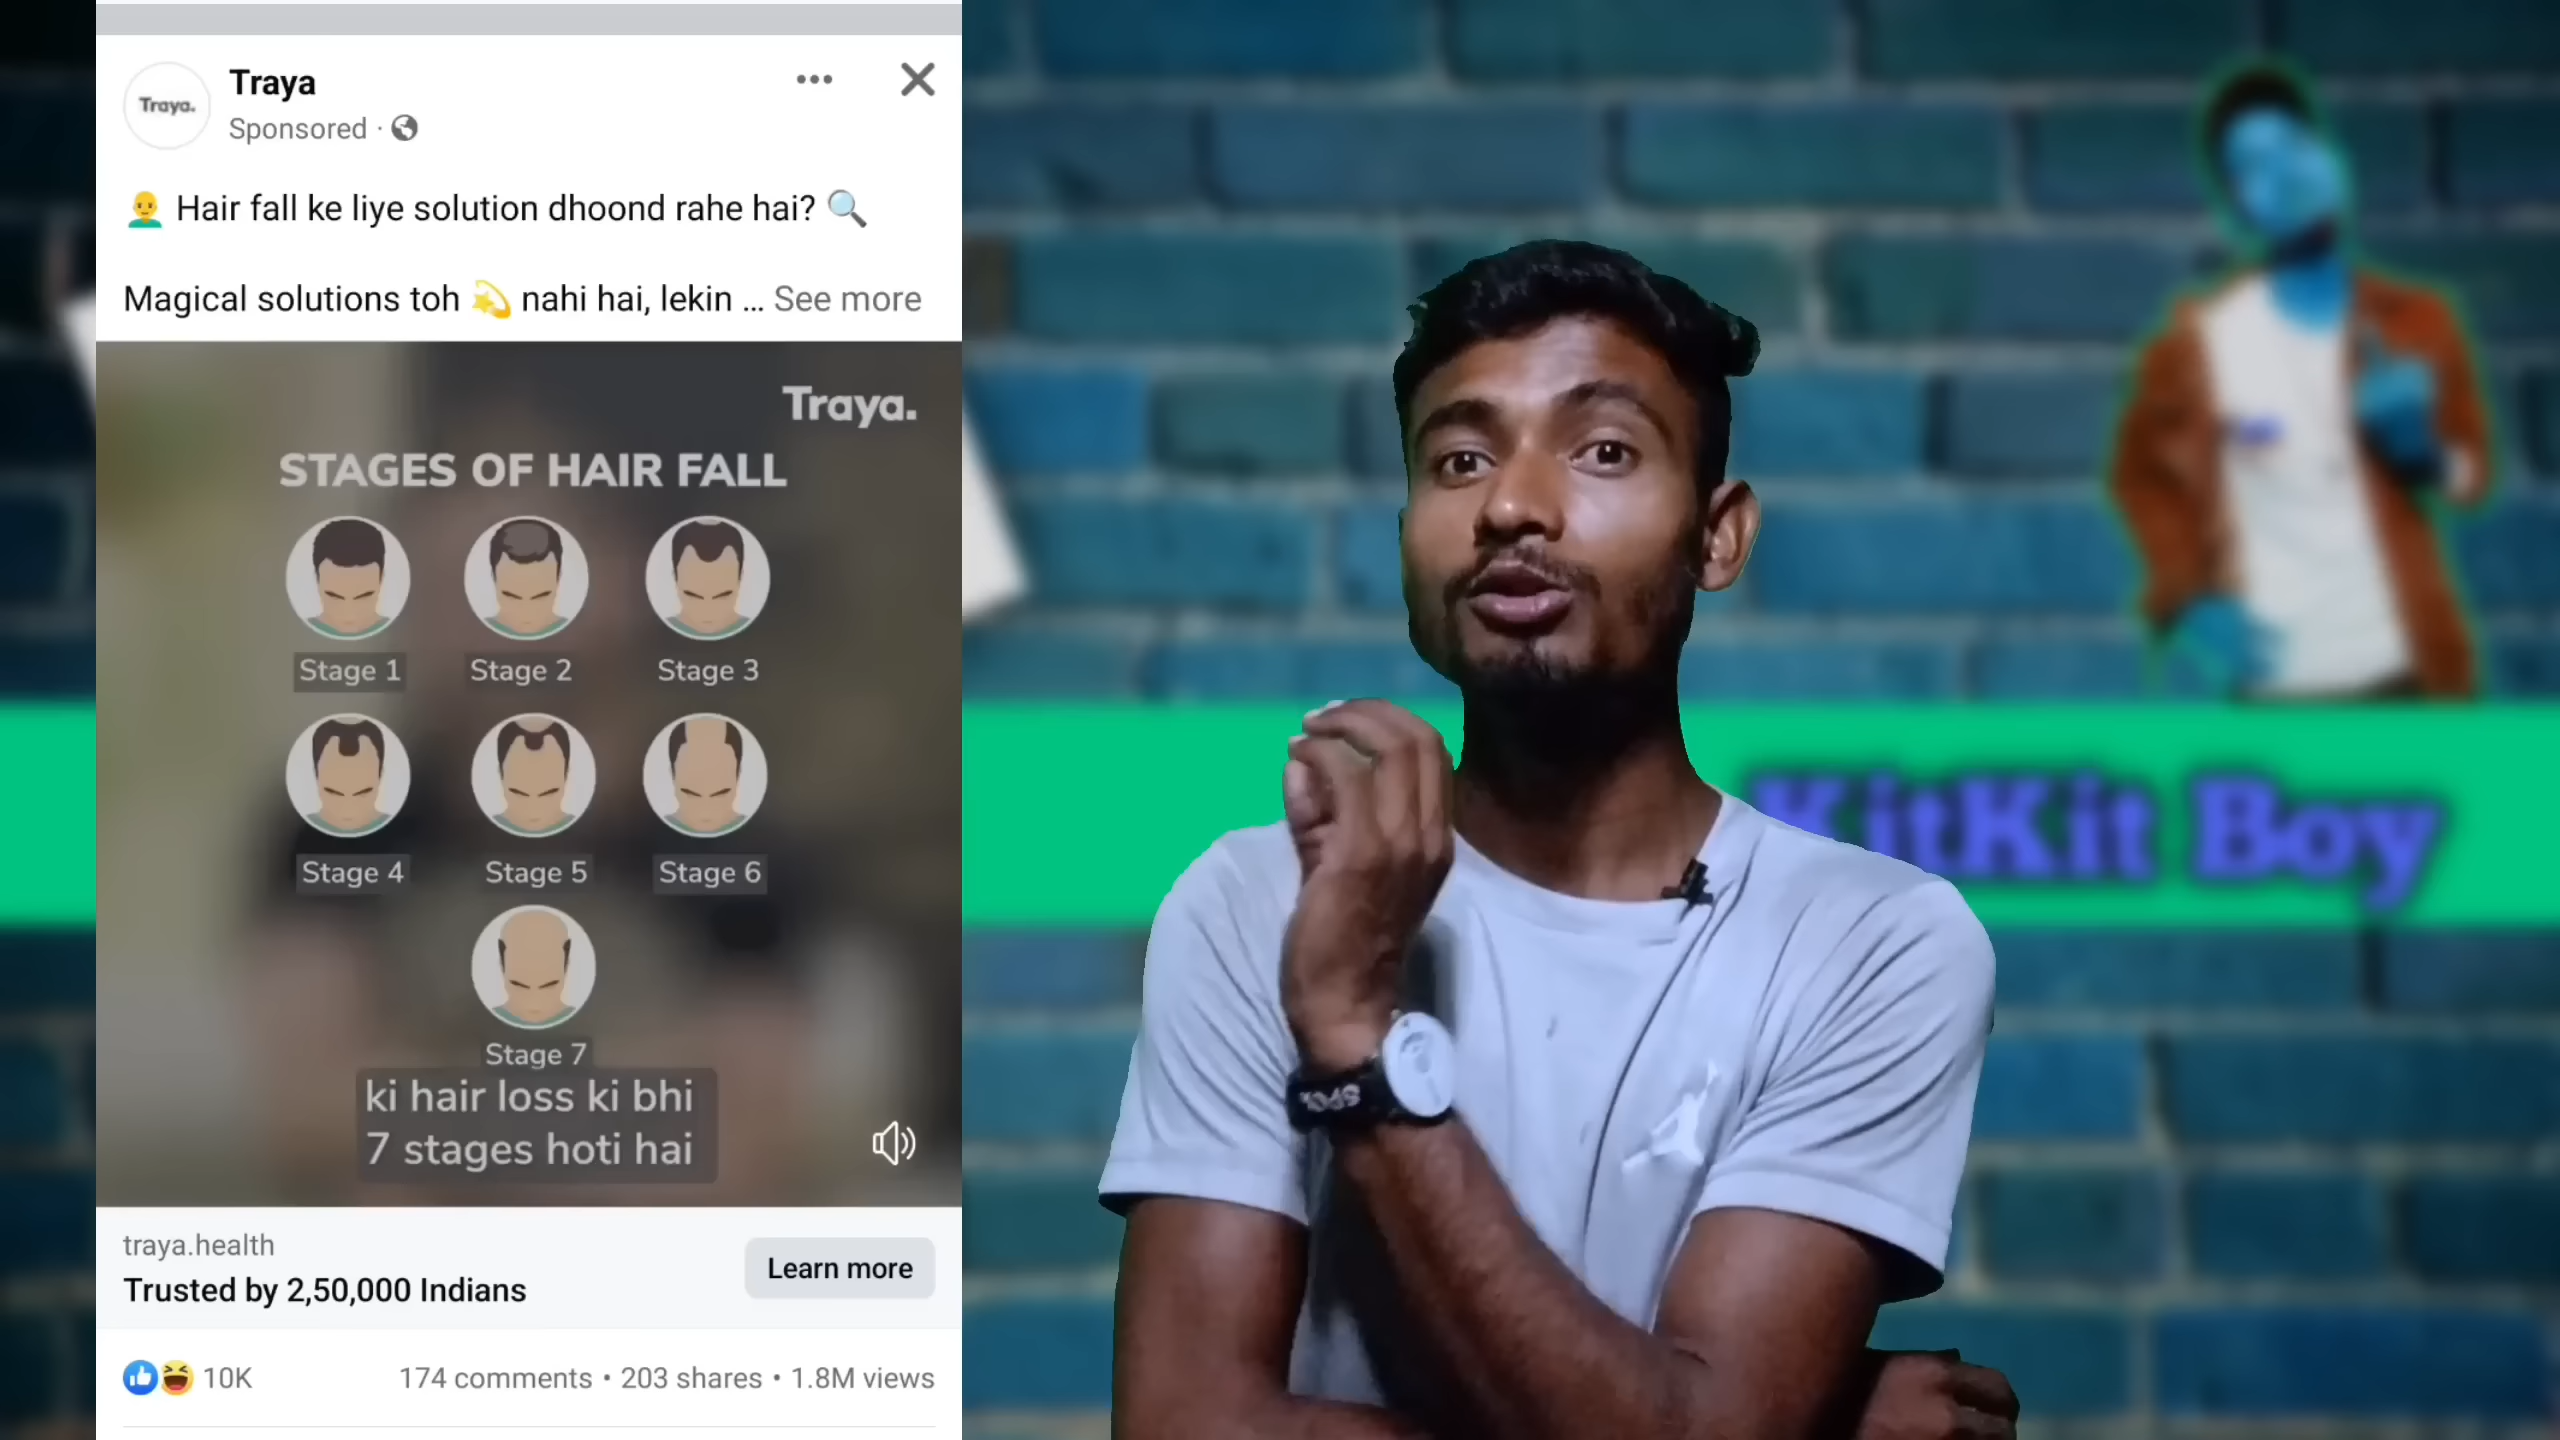 Traya
Traya.
Sponsored ·
Hair fall ke liye solution dhoond rahe hai?
Magical solutions toh nahi hai, lekin ... See more
Traya.
STAGES OF HAIR FALL
Stage 1
Stage 2
Stage 3
Stage 4
Stage 5
Stage 6
Stage 7
ki hair loss ki bhi
7 stages hoti hai
traya.health
Trusted by 2,50,000 Indians
Learn more
10K
174 comments • 203 shares • 1.8M views
KitKit Boy